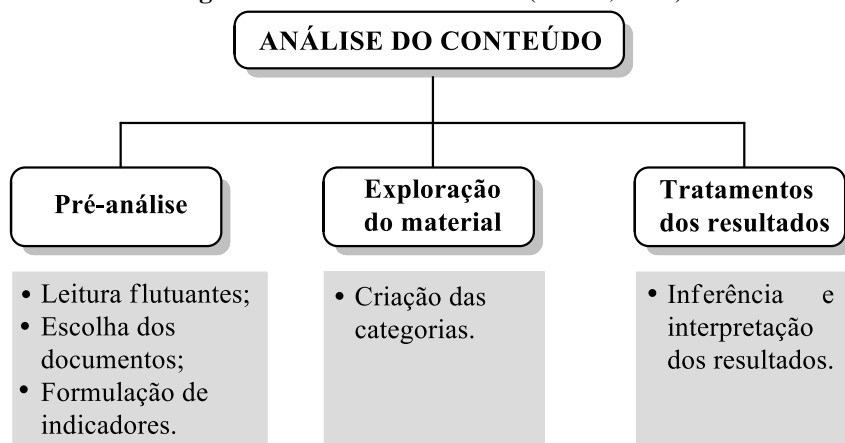 ANÁLISE DO CONTEÚDO
Pré-análise
Exploração
do material
Tratamentos
dos resultados
• Leitura flutuantes;
• Escolha dos
documentos;
• Formulação de
indicadores.
• Criação das
categorias.
• Inferência e
interpretação
dos resultados.